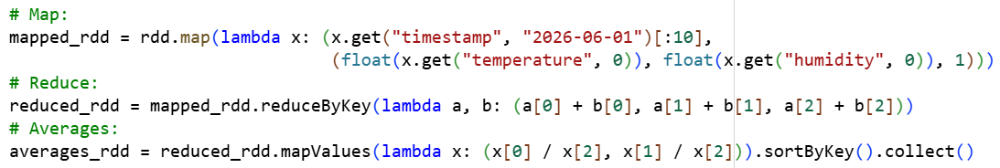 # Map:
mapped_rdd = rdd.map(lambda x: (x.get("timestamp", "2026-06-01")[:10],
(float(x.get("temperature", 0)), float(x.get("humidity", 0)), 1)))
# Reduce:
reduced_rdd = mapped_rdd.reduceByKey(lambda a, b: (a[0] + b[0], a[1] + b[1], a[2] + b[2]))
# Averages:
averages_rdd = reduced_rdd.mapValues(lambda x: (x[0] / x[2], x[1] / x[2])).sortByKey().collect()